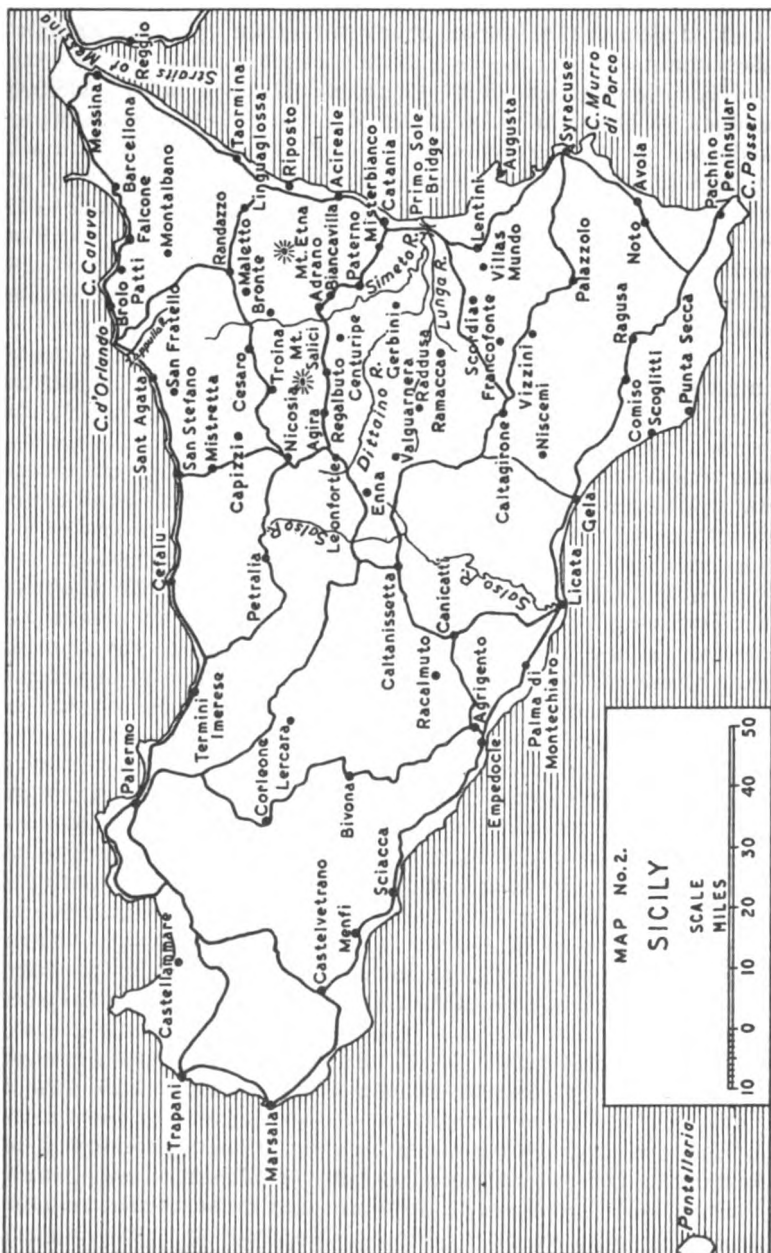 Straits of Messina
Reggio
Messina
Barcellona
Falcone
Montalbano
C. Calava
Brolo
Patti
C. d'Orlando
San Fratello
Sant Agata
San Stefano
Mistretta
Capizzi
Cesaro
Cefalu
Petralia
Termini
Imerese
Palermo
Castellammare
Trapani
Marsala
Castelvetrano
Menfi
Sciacca
Corleone
Lercara
Bivona
Taormina
Linguaglossa
Randazzo
Maletto
Bronte
Riposto
Mt. Etna
Acireale
Adrano
Biancavilla
Paterno
Misterbianco
Catania
Troina
Mt.
Salici
Nicosia
Agira
Regalbuto
Centuripe
Simeto R.
Primo Sole
Bridge
Gerbini
Dittaino R.
Leonforte
Enna
Valguarnera
Raddusa
Ramacca
Lunga R.
Salso
R.
Caltanissetta
Canicatti
Racalmuto
Agrigento
Empedocle
Palma di
Montechiaro
Salso
R.
Licata
Gela
Augusta
Lentini
Villas
Mundo
Scordia
Francofonte
Vizzini
Caltagirone
Niscemi
Syracuse
C. Murro
di Porco
Palazzolo
Avola
Noto
Ragusa
Comiso
Scoglitti
Punta Secca
Pachino
Peninsular
C. Passero
Pantelleria
MAP No. 2.
SICILY
SCALE
MILES
10 0 10 20 30 40 50